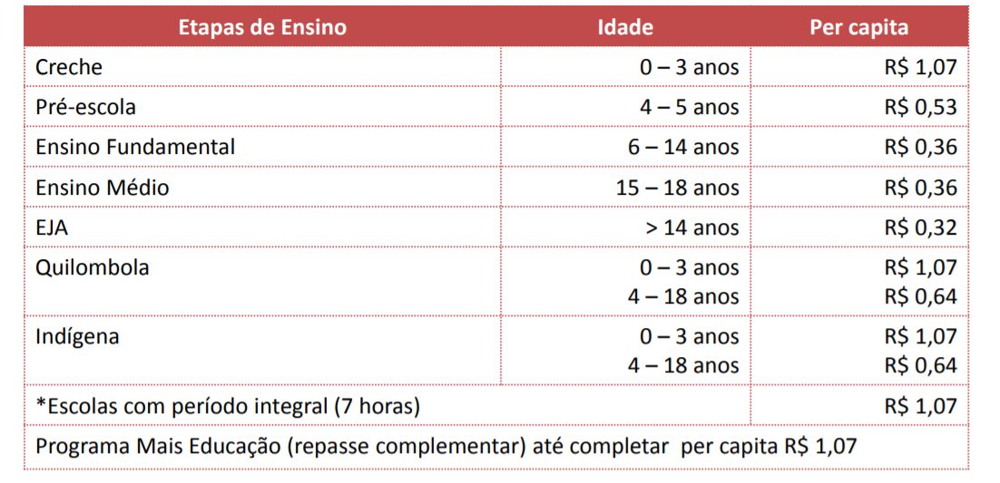 Etapas de Ensino Idade Per capita
Creche 0 – 3 anos R$ 1,07
Pré-escola 4 – 5 anos R$ 0,53
Ensino Fundamental 6 – 14 anos R$ 0,36
Ensino Médio 15 – 18 anos R$ 0,36
EJA > 14 anos R$ 0,32
Quilombola 0 – 3 anos R$ 1,07
4 – 18 anos R$ 0,64
Indígena 0 – 3 anos R$ 1,07
4 – 18 anos R$ 0,64
*Escolas com período integral (7 horas) R$ 1,07
Programa Mais Educação (repasse complementar) até completar  per capita R$ 1,07